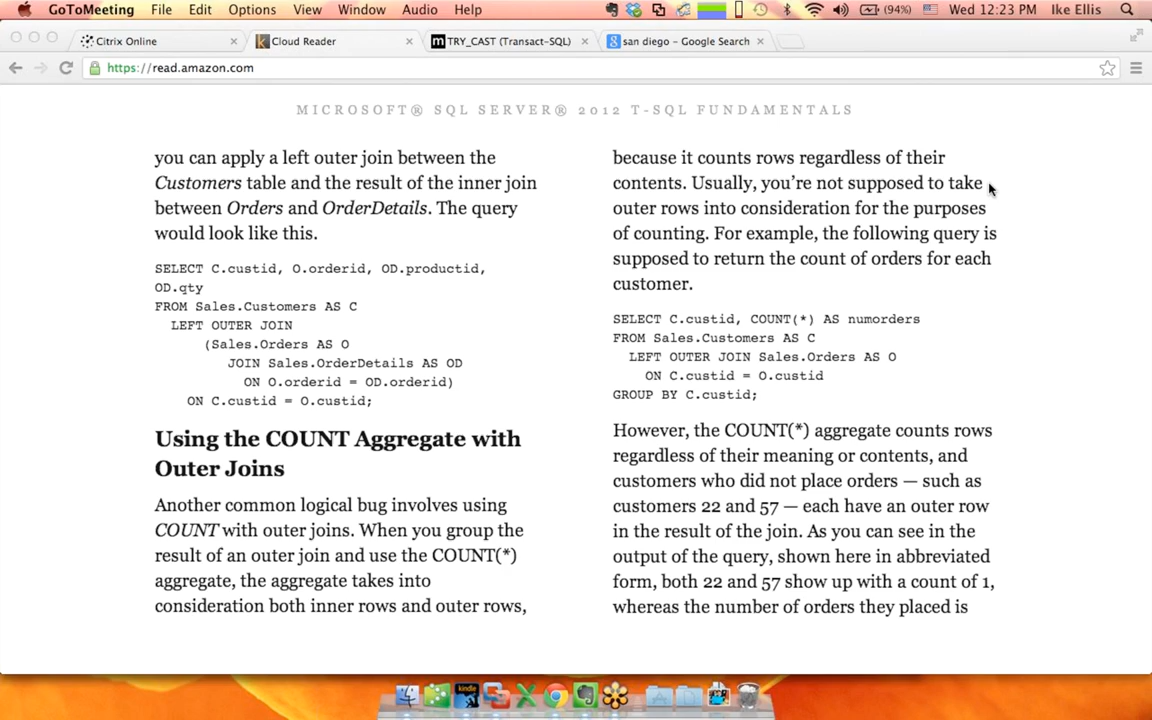 GoToMeeting File Edit Options View Window Audio Help (94%) Wed 12:23 PM Ike Ellis
Citrix Online Cloud Reader TRY_CAST (Transact-SQL) san diego - Google Search
https://read.amazon.com
MICROSOFT® SQL SERVER® 2012 T-SQL FUNDAMENTALS
you can apply a left outer join between the
Customers table and the result of the inner join
between Orders and OrderDetails. The query
would look like this.
SELECT C.custid, O.orderid, OD.productid,
OD.qty
FROM Sales.Customers AS C
LEFT OUTER JOIN
(Sales.Orders AS O
JOIN Sales.OrderDetails AS OD
ON O.orderid = OD.orderid)
ON C.custid = O.custid;
Using the COUNT Aggregate with
Outer Joins
Another common logical bug involves using
COUNT with outer joins. When you group the
result of an outer join and use the COUNT(*)
aggregate, the aggregate takes into
consideration both inner rows and outer rows,
because it counts rows regardless of their
contents. Usually, you’re not supposed to take
outer rows into consideration for the purposes
of counting. For example, the following query is
supposed to return the count of orders for each
customer.
SELECT C.custid, COUNT(*) AS numorders
FROM Sales.Customers AS C
LEFT OUTER JOIN Sales.Orders AS O
ON C.custid = O.custid
GROUP BY C.custid;
However, the COUNT(*) aggregate counts rows
regardless of their meaning or contents, and
customers who did not place orders — such as
customers 22 and 57 — each have an outer row
in the result of the join. As you can see in the
output of the query, shown here in abbreviated
form, both 22 and 57 show up with a count of 1,
whereas the number of orders they placed is
kindle